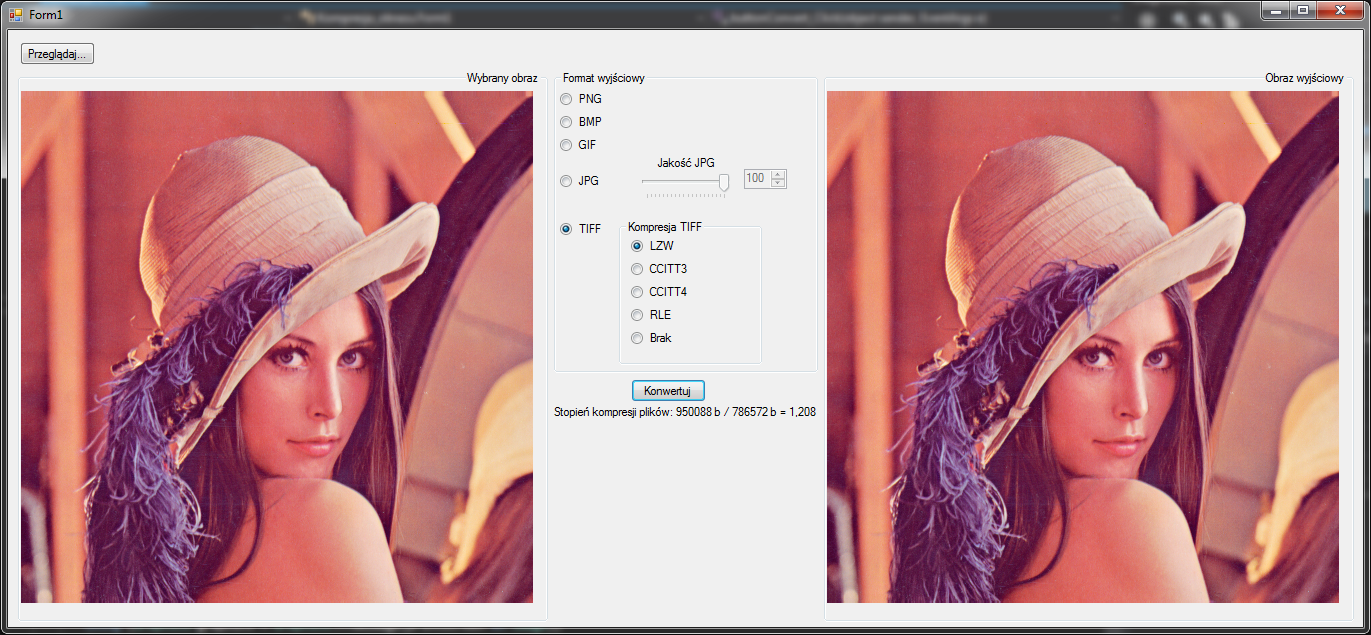 Form1
Przeglądaj...
Wybrany obraz
Format wyjściowy
Obraz wyjściowy
PNG
BMP
GIF
Jakość JPG
JPG
100
TIFF
Kompresja TIFF
LZW
CCITT3
CCITT4
RLE
Brak
Konwertuj
Stopień kompresji plików: 950088 b / 786572 b = 1,208